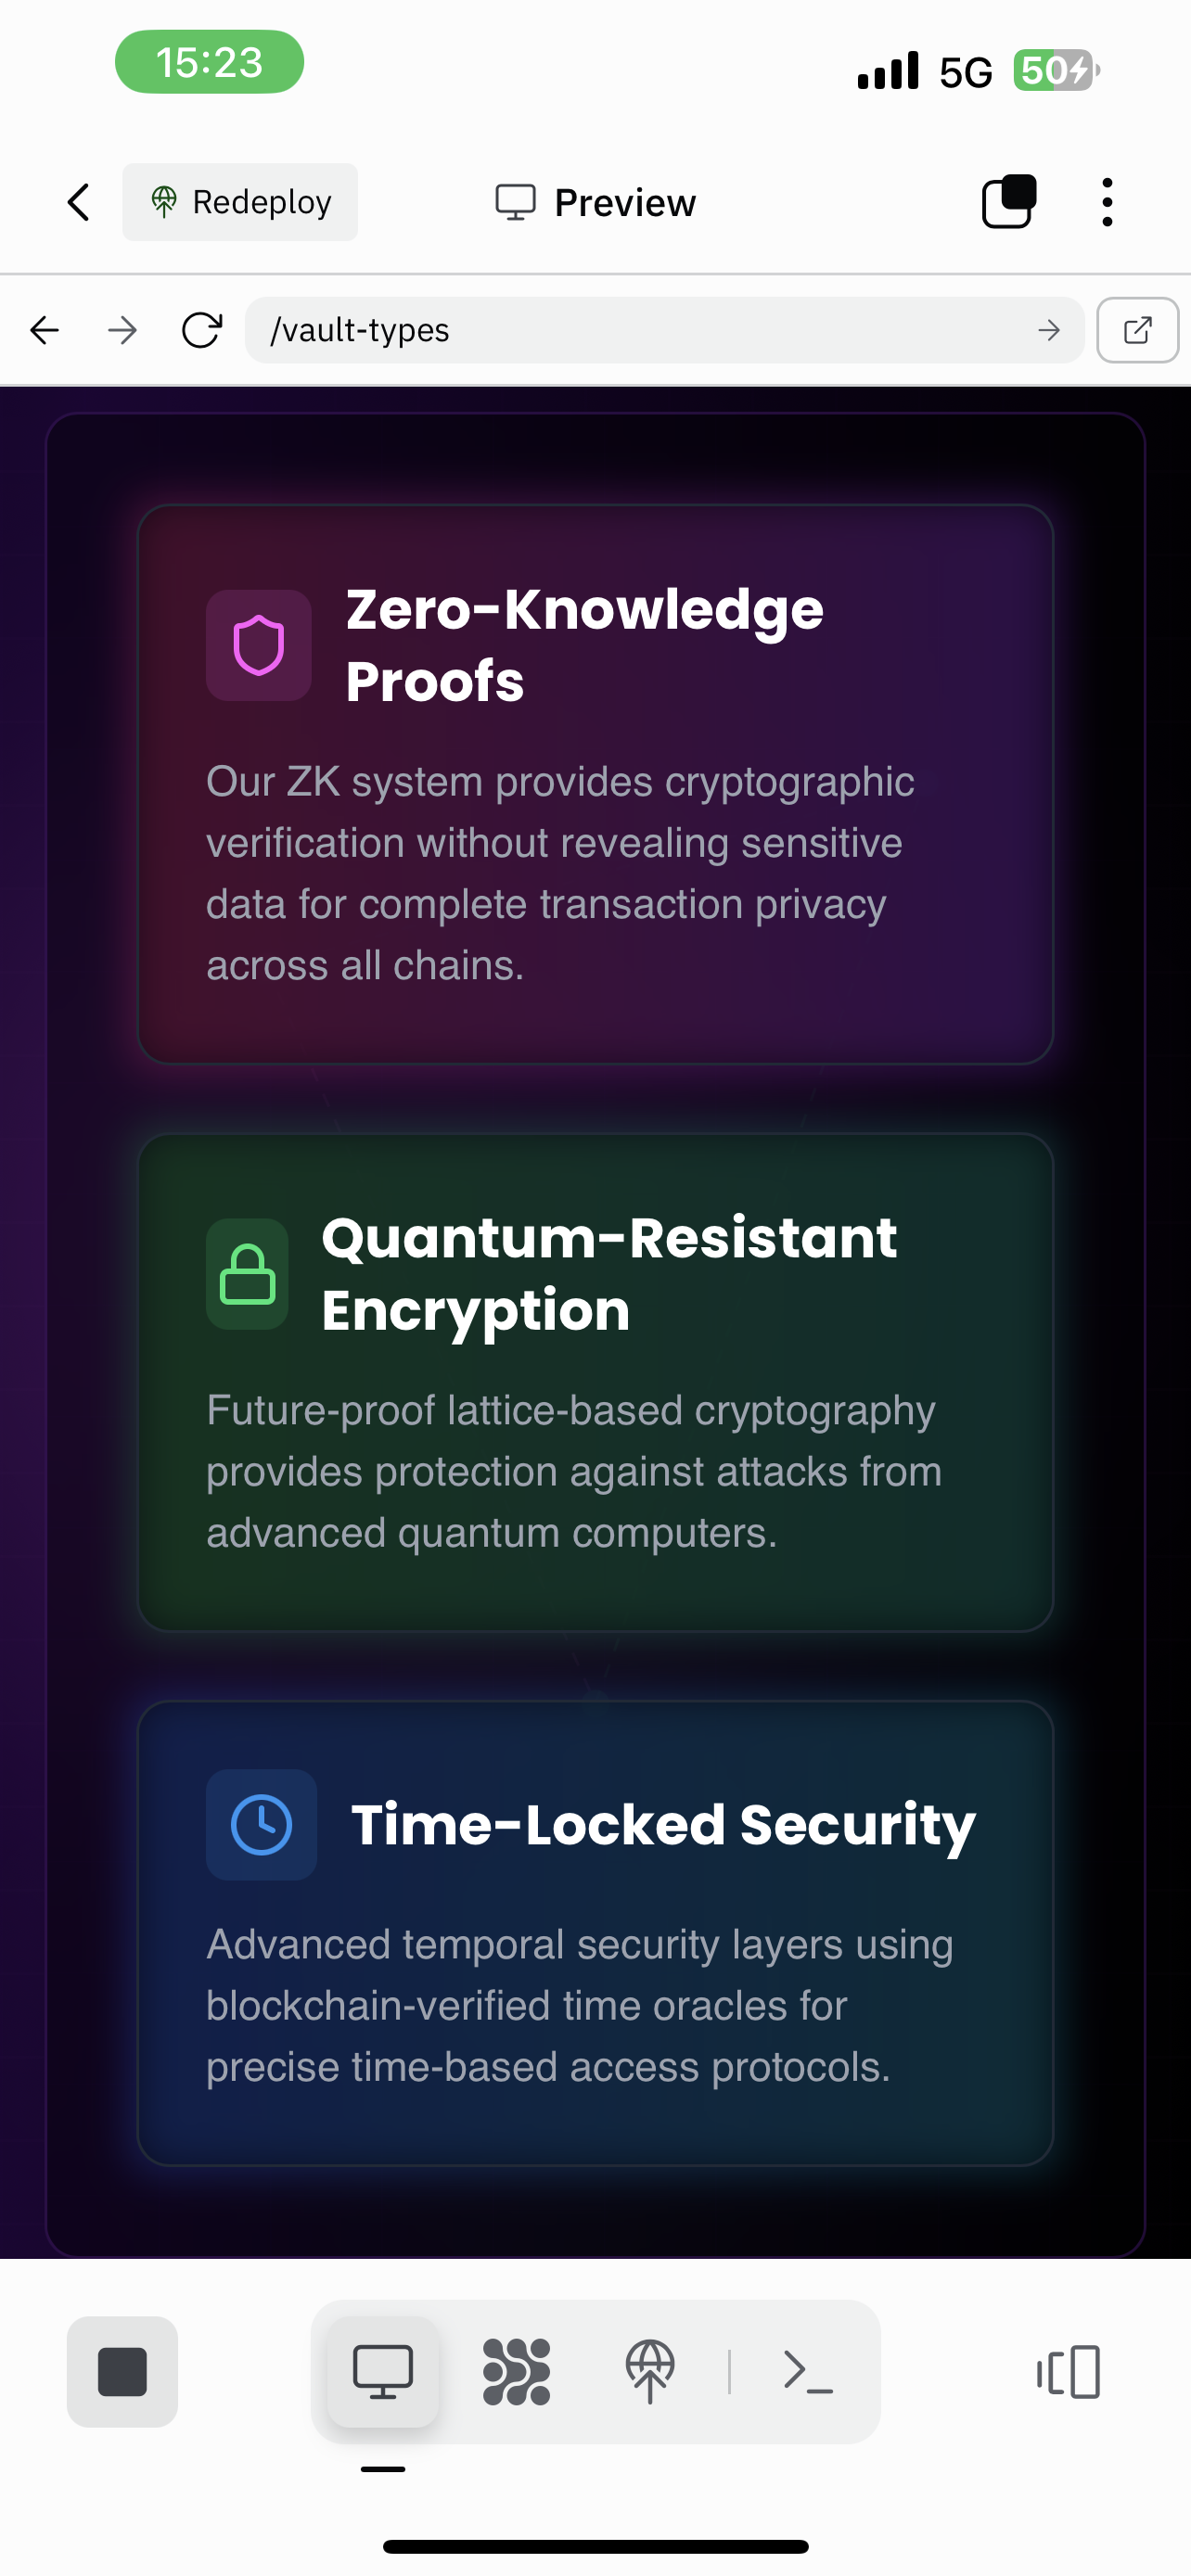 15:23
5G
50
Redeploy
Preview
/vault-types
Zero-Knowledge
Proofs
Our ZK system provides cryptographic
verification without revealing sensitive
data for complete transaction privacy
across all chains.
Quantum-Resistant
Encryption
Future-proof lattice-based cryptography
provides protection against attacks from
advanced quantum computers.
Time-Locked Security
Advanced temporal security layers using
blockchain-verified time oracles for
precise time-based access protocols.